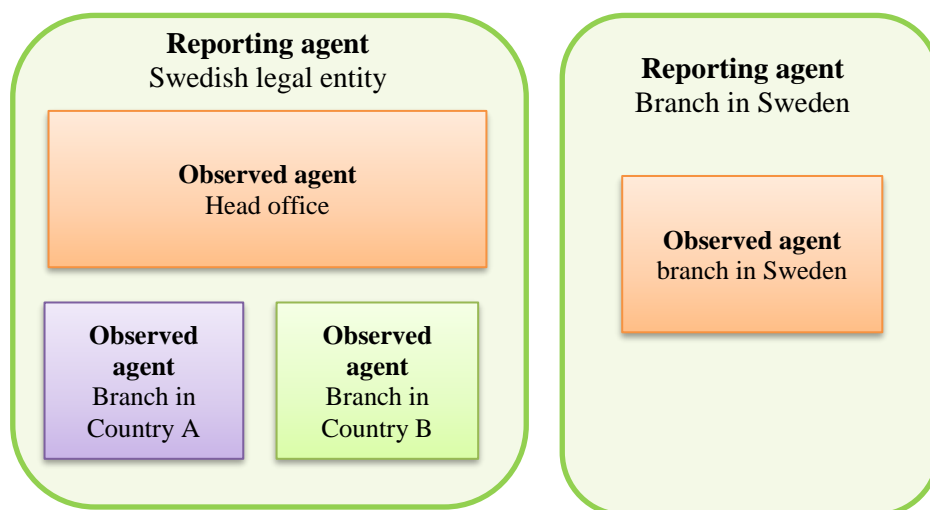 Reporting agent
Swedish legal entity
Observed agent
Head office
Observed
agent
Branch in
Country A
Observed
agent
Branch in
Country B
Reporting agent
Branch in Sweden
Observed agent
branch in Sweden